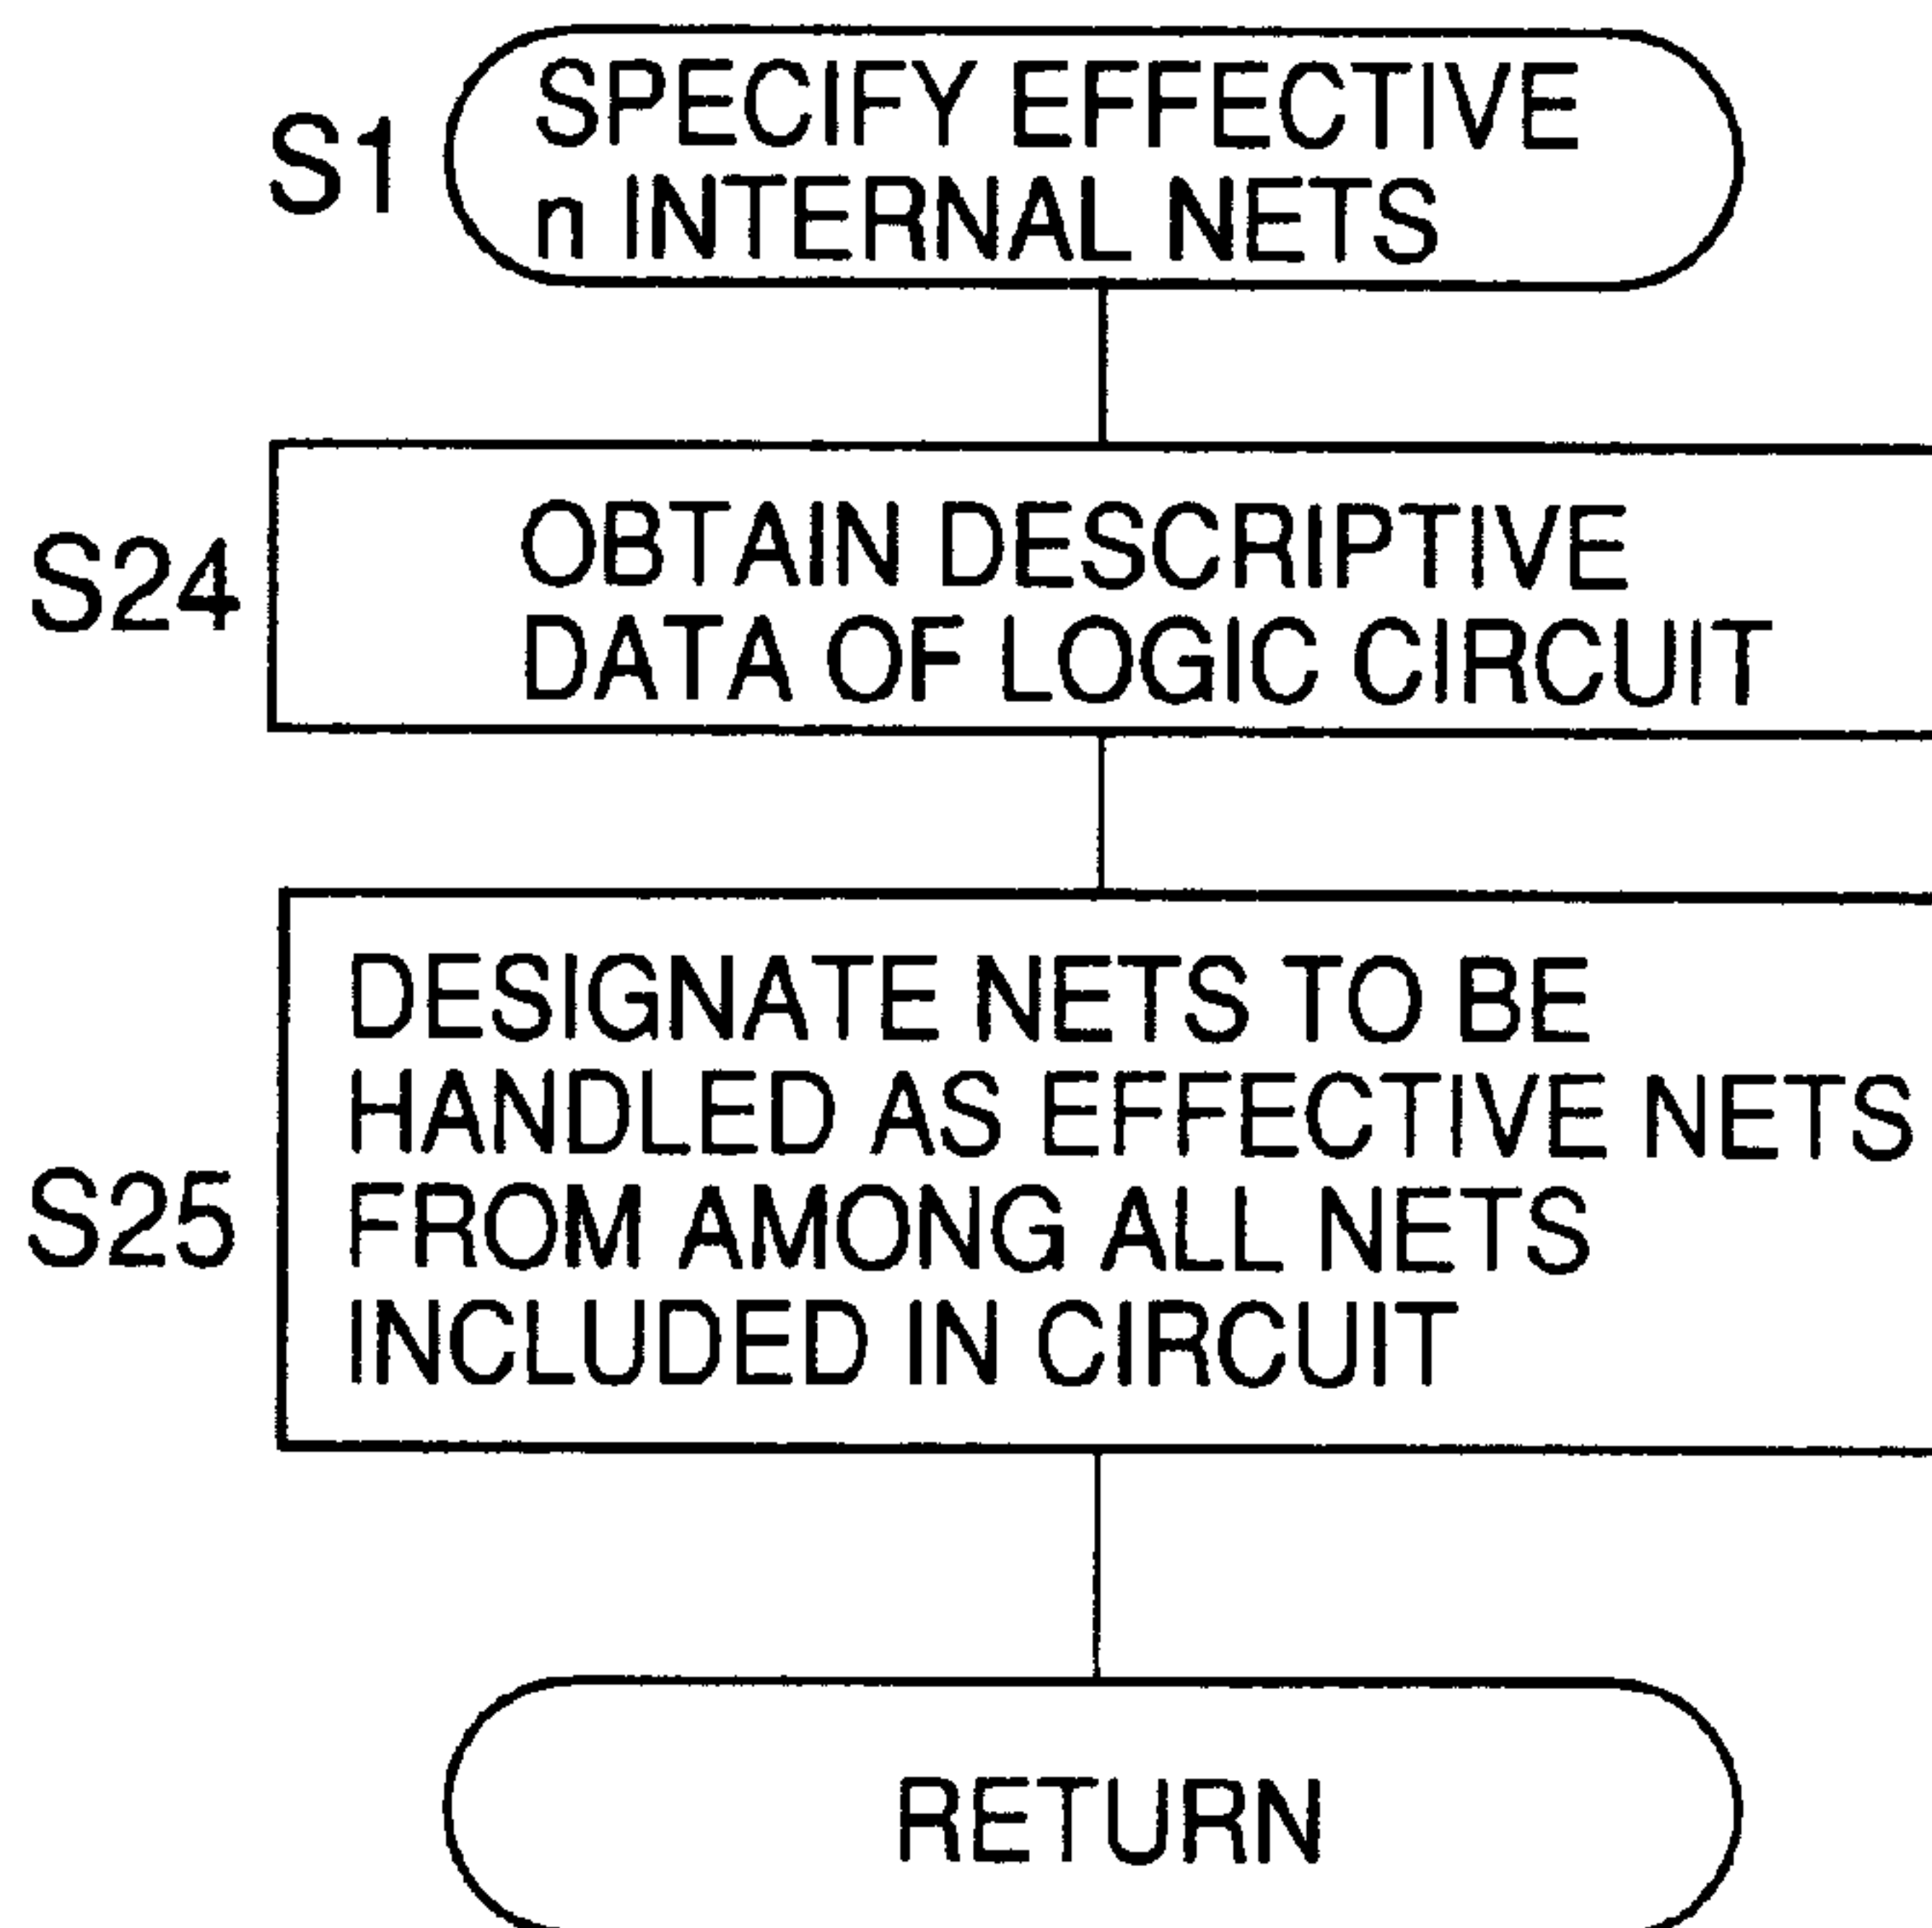 S1
SPECIFY EFFECTIVE
n INTERNAL NETS
S24
OBTAIN DESCRIPTIVE
DATA OF LOGIC CIRCUIT
S25
DESIGNATE NETS TO BE
HANDLED AS EFFECTIVE NETS
FROM AMONG ALL NETS
INCLUDED IN CIRCUIT
RETURN